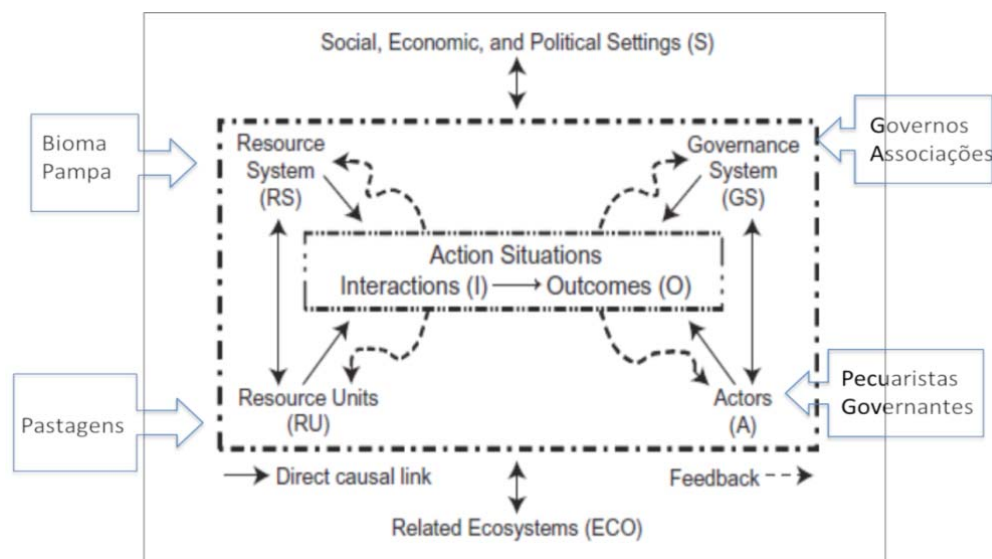 Social, Economic, and Political Settings (S)
Bioma
Pampa
Resource
System
(RS)
Governance
System
(GS)
Governos
Associações
Action Situations
Interactions (I) Outcomes (O)
Pastagens
Resource Units
(RU)
Actors
(A)
Pecuaristas
Governantes
Direct causal link
Feedback
Related Ecosystems (ECO)